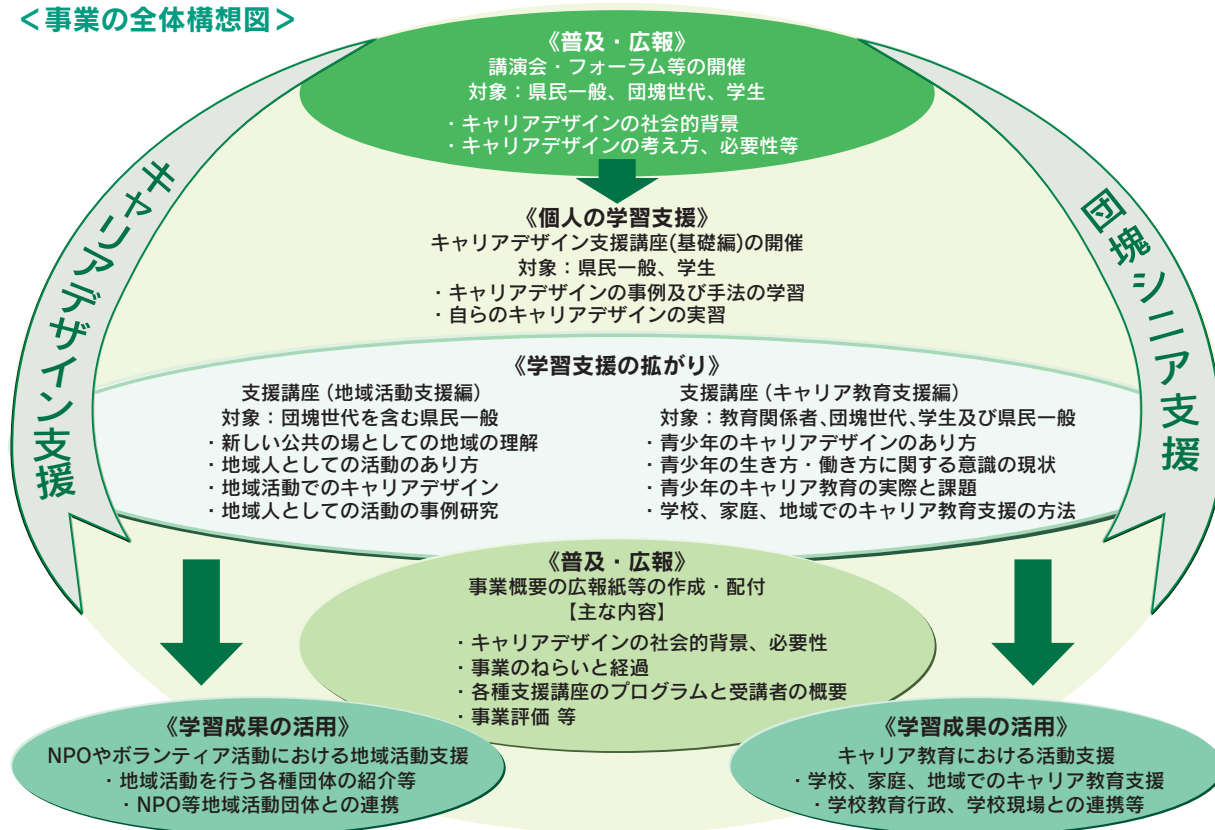 ＜事業の全体構想図＞
《普及・広報》
講演会・フォーラム等の開催
対象：県民一般、団塊世代、学生
・キャリアデザインの社会的背景
・キャリアデザインの考え方、必要性等
キャリアデザイン支援
団塊シニア支援
《個人の学習支援》
キャリアデザイン支援講座(基礎編)の開催
対象：県民一般、学生
・キャリアデザインの事例及び手法の学習
・自らのキャリアデザインの実習
《学習支援の拡がり》
支援講座（地域活動支援編）
対象：団塊世代を含む県民一般
・新しい公共の場としての地域の理解
・地域人としての活動のあり方
・地域活動でのキャリアデザイン
・地域人としての活動の事例研究
支援講座（キャリア教育支援編）
対象：教育関係者、団塊世代、学生及び県民一般
・青少年のキャリアデザインのあり方
・青少年の生き方・働き方に関する意識の現状
・青少年のキャリア教育の実際と課題
・学校、家庭、地域でのキャリア教育支援の方法
《普及・広報》
事業概要の広報紙等の作成・配付
【主な内容】
・キャリアデザインの社会的背景、必要性
・事業のねらいと経過
・各種支援講座のプログラムと受講者の概要
・事業評価 等
《学習成果の活用》
NPOやボランティア活動における地域活動支援
・地域活動を行う各種団体の紹介等
・NPO等地域活動団体との連携
《学習成果の活用》
キャリア教育における活動支援
・学校、家庭、地域でのキャリア教育支援
・学校教育行政、学校現場との連携等